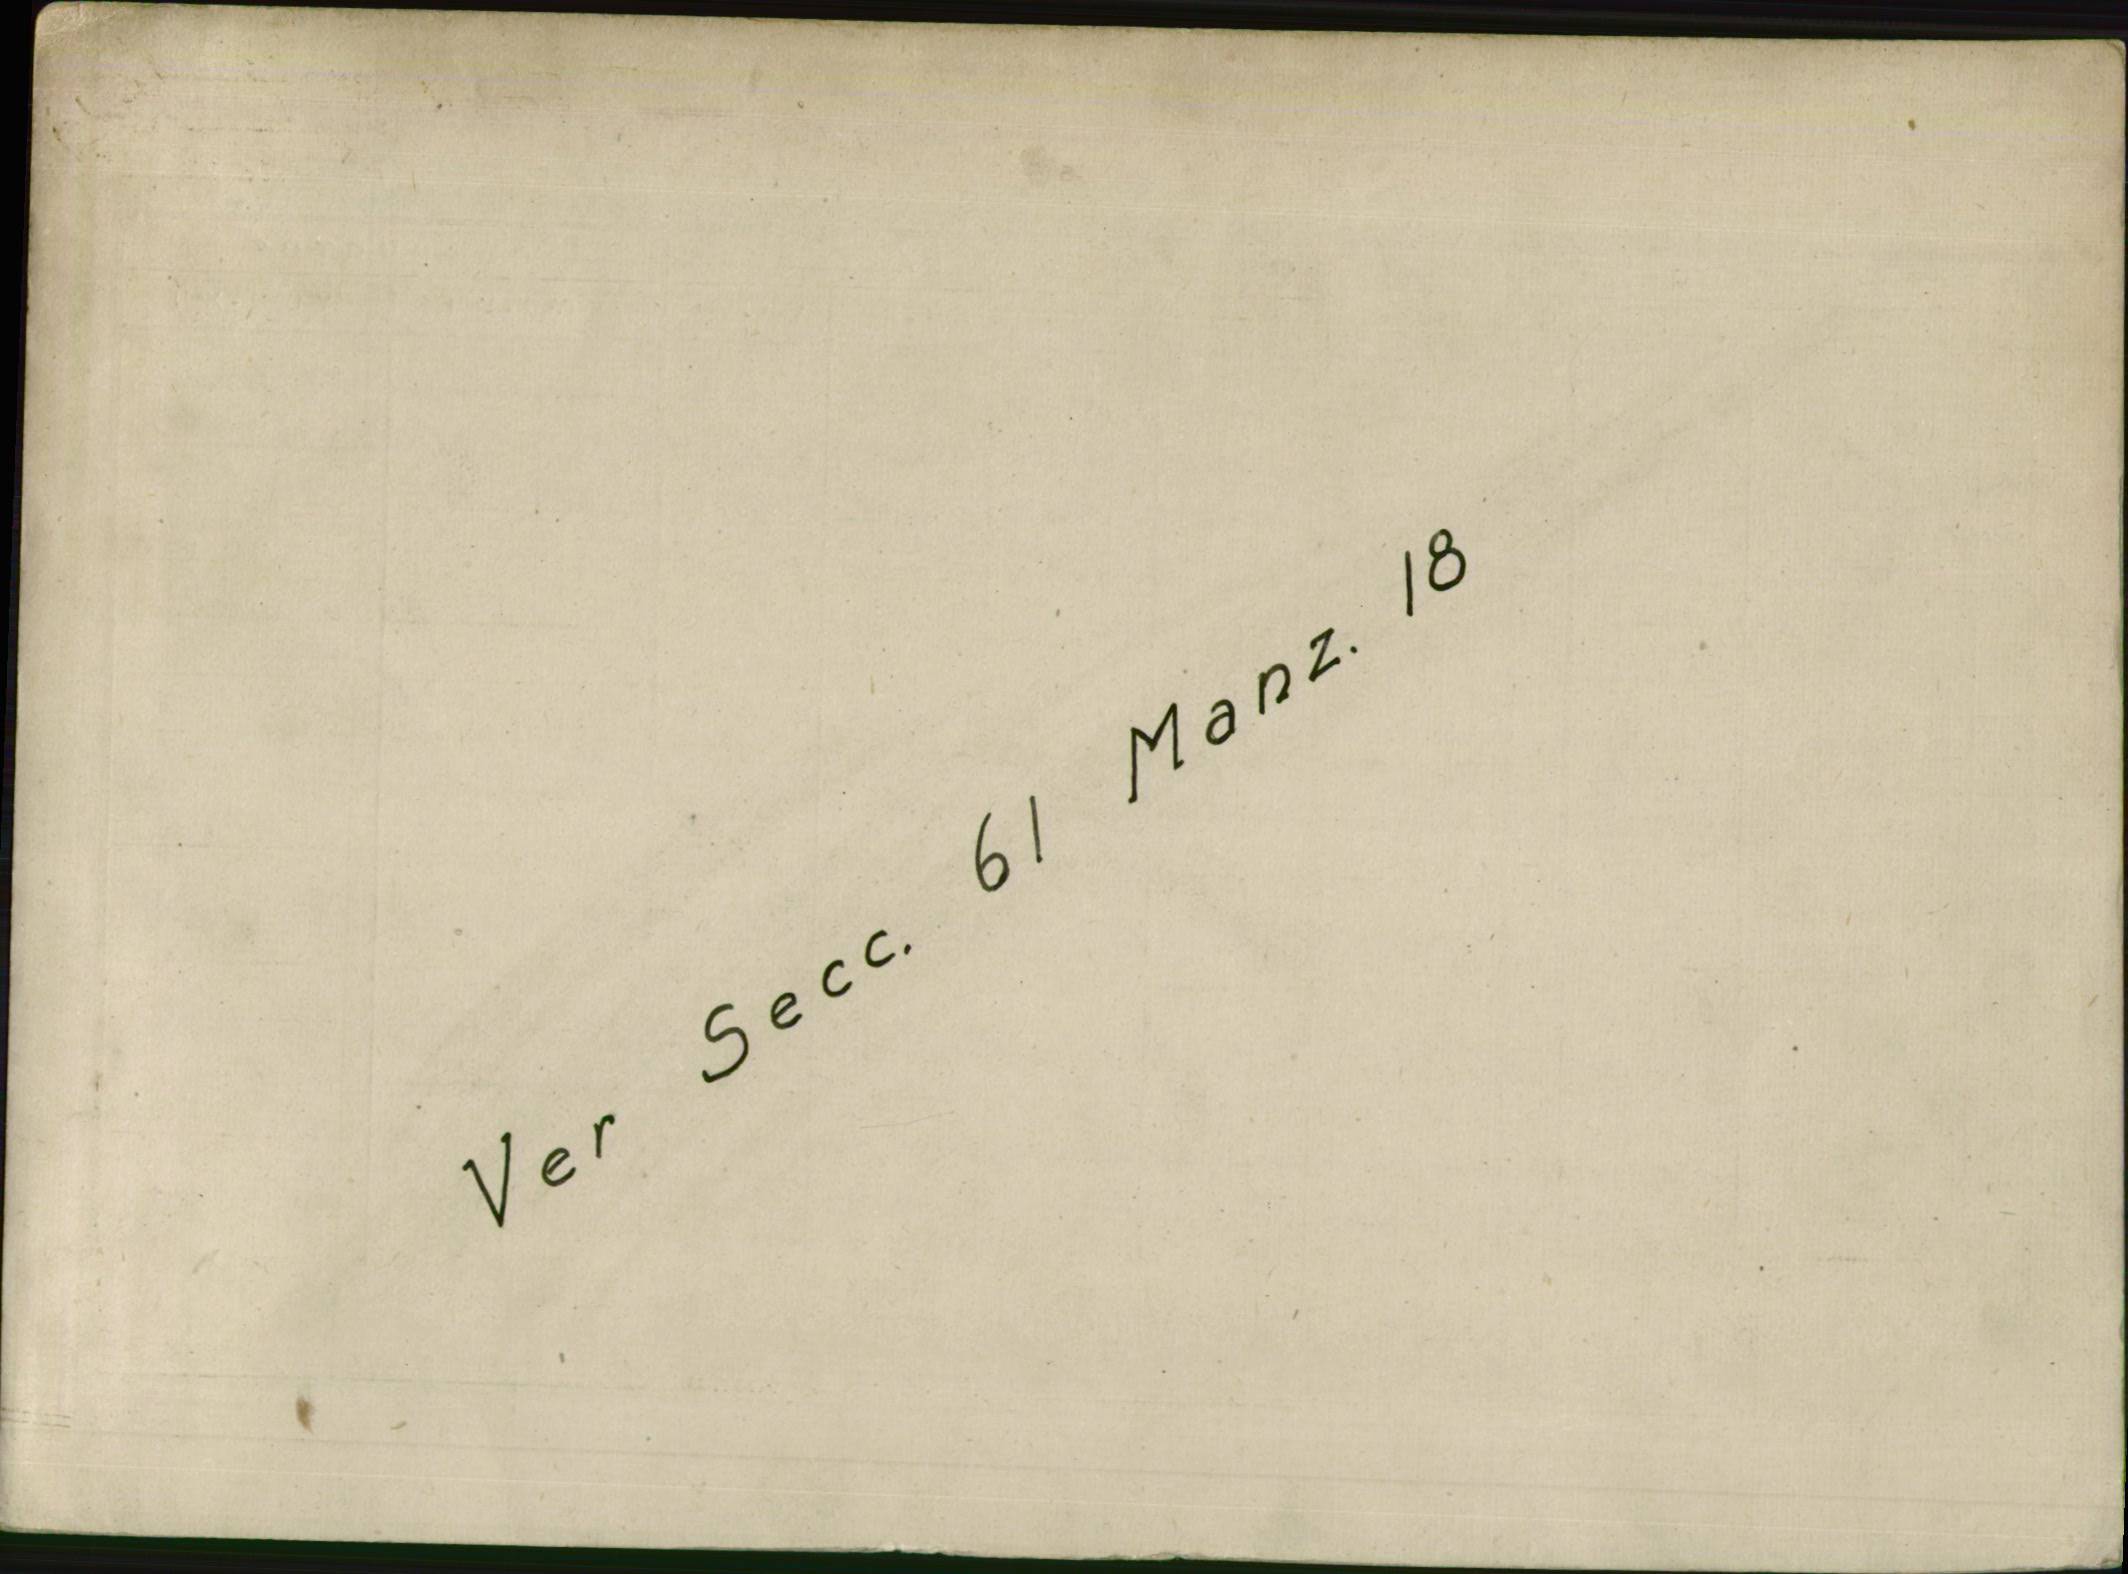 Ver Secc. 61 Manz. 18